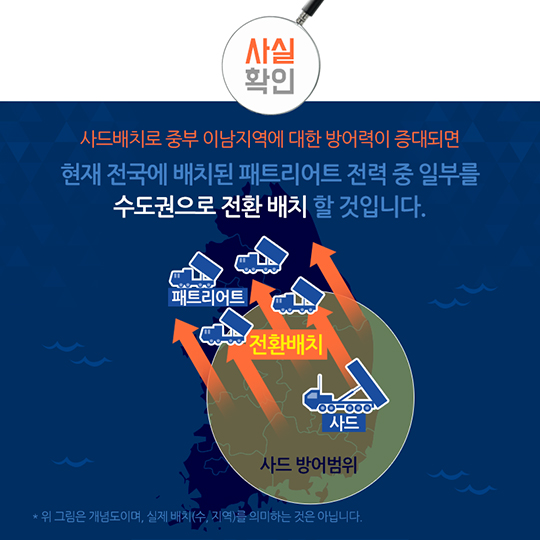 사실
확인
사드배치로 중부 이남지역에 대한 방어력이 증대되면
현재 전국에 배치된 패트리어트 전력 중 일부를
수도권으로 전환 배치 할 것입니다.
패트리어트
전환배치
사드
사드 방어범위
* 위 그림은 개념도이며, 실제 배치(수, 지역)를 의미하는 것은 아닙니다.